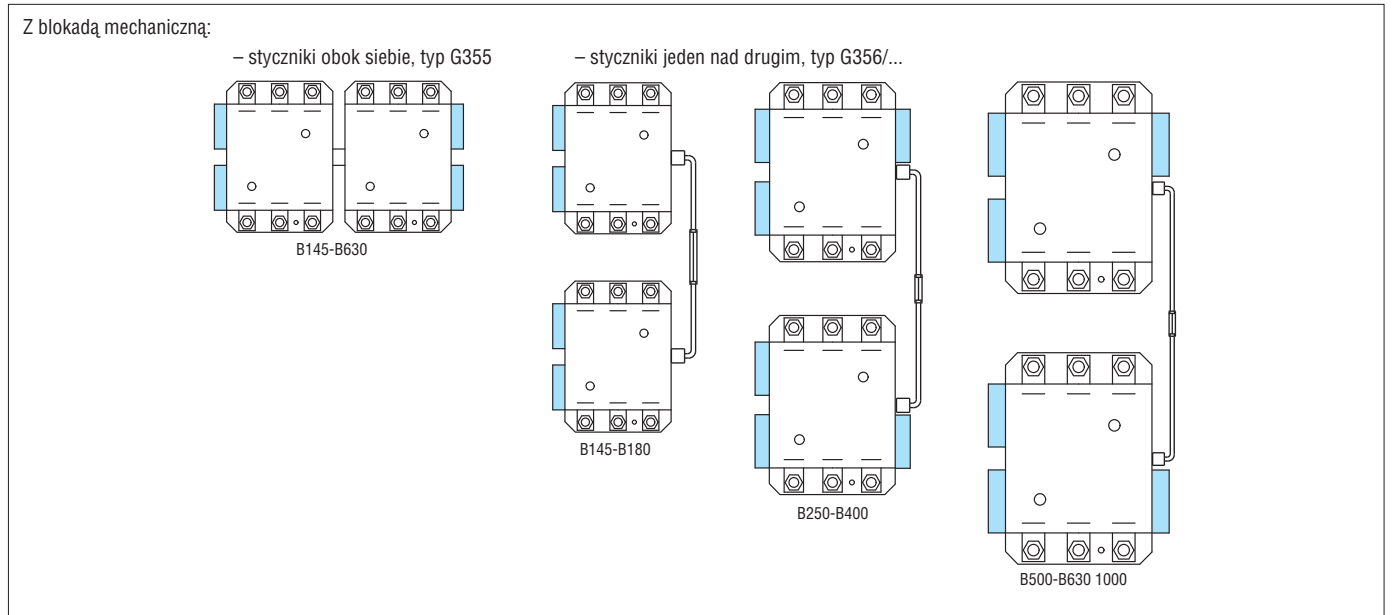 Z blokadą mechaniczną:
– styczniki obok siebie, typ G355
– styczniki jeden nad drugim, typ G356/...
B145-B630
B145-B180
B250-B400
B500-B630 1000